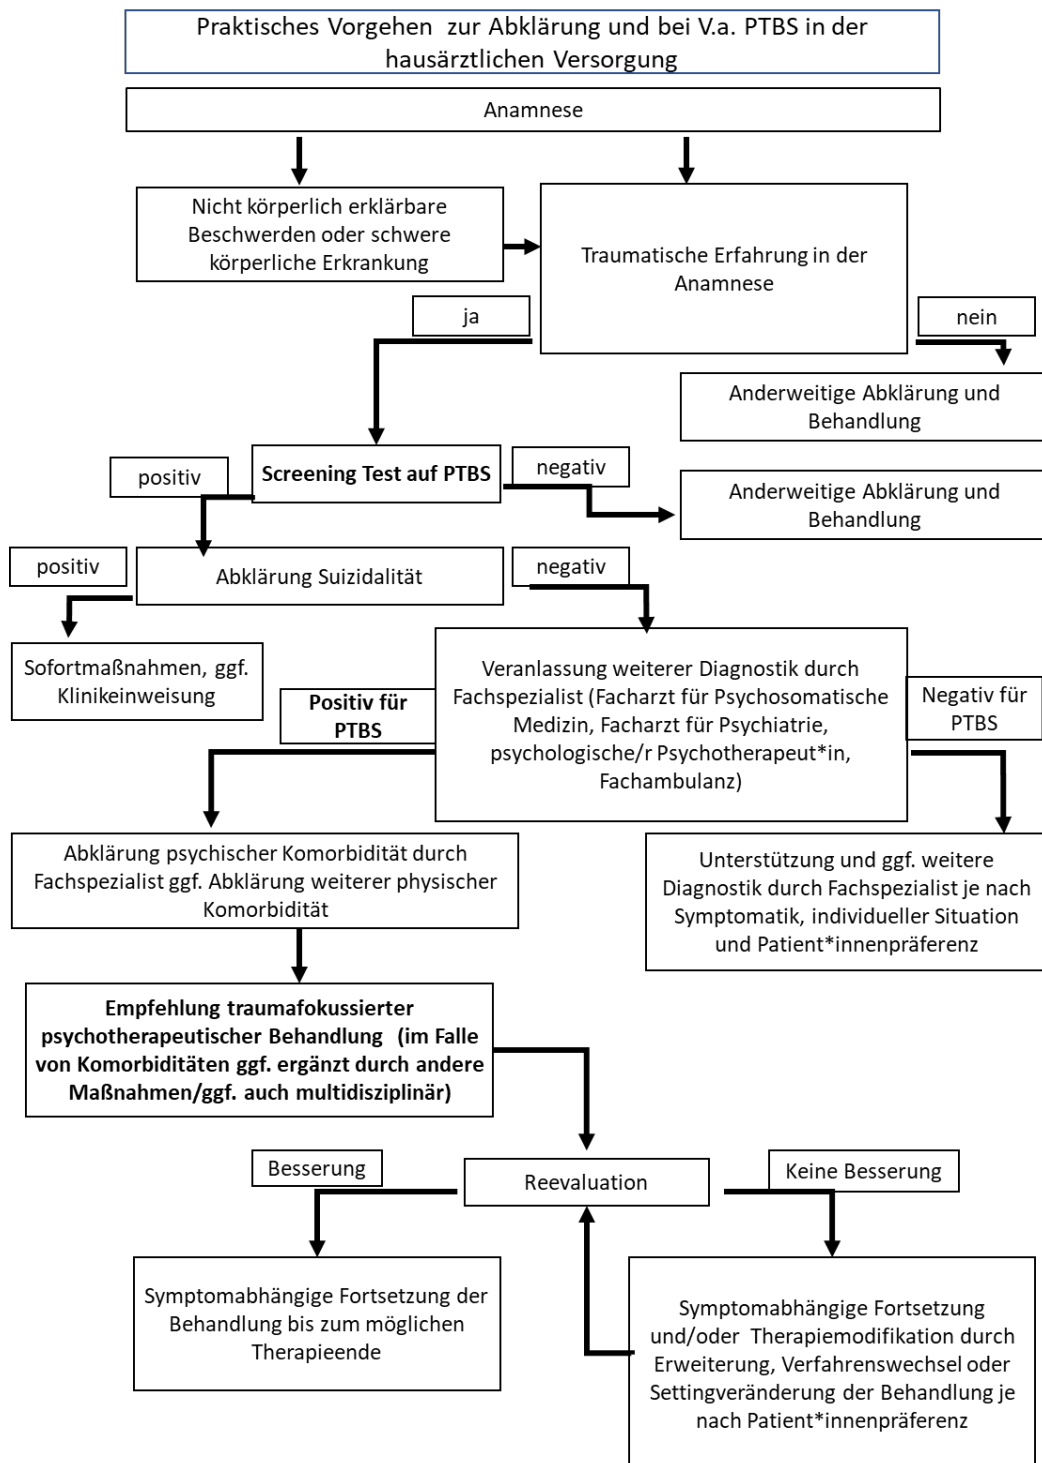 Praktisches Vorgehen zur Abklärung und bei V.a. PTBS in der
hausärztlichen Versorgung
Anamnese
Nicht körperlich erklärbare
Beschwerden oder schwere
körperliche Erkrankung
Traumatische Erfahrung in der
Anamnese
ja
nein
Anderweitige Abklärung und
Behandlung
Screening Test auf PTBS
positiv
negativ
Anderweitige Abklärung und
Behandlung
Abklärung Suizidalität
positiv
negativ
Sofortmaßnahmen, ggf.
Klinikeinweisung
Veranlassung weiterer Diagnostik durch
Fachspezialist (Facharzt für Psychosomatische
Medizin, Facharzt für Psychiatrie,
psychologische/r Psychotherapeut*in,
Fachambulanz)
Positiv für
PTBS
Negativ für
PTBS
Abklärung psychischer Komorbidität durch
Fachspezialist ggf. Abklärung weiterer physischer
Komorbidität
Unterstützung und ggf. weitere
Diagnostik durch Fachspezialist je nach
Symptomatik, individueller Situation
und Patient*innenpräferenz
Empfehlung traumafokussierter
psychotherapeutischer Behandlung (im Falle
von Komorbiditäten ggf. ergänzt durch andere
Maßnahmen/ggf. auch multidisziplinär)
Besserung
Reevaluation
Keine Besserung
Symptomabhängige Fortsetzung der
Behandlung bis zum möglichen
Therapieende
Symptomabhängige Fortsetzung
und/oder Therapiemodifikation durch
Erweiterung, Verfahrenswechsel oder
Settingveränderung der Behandlung je
nach Patient*innenpräferenz